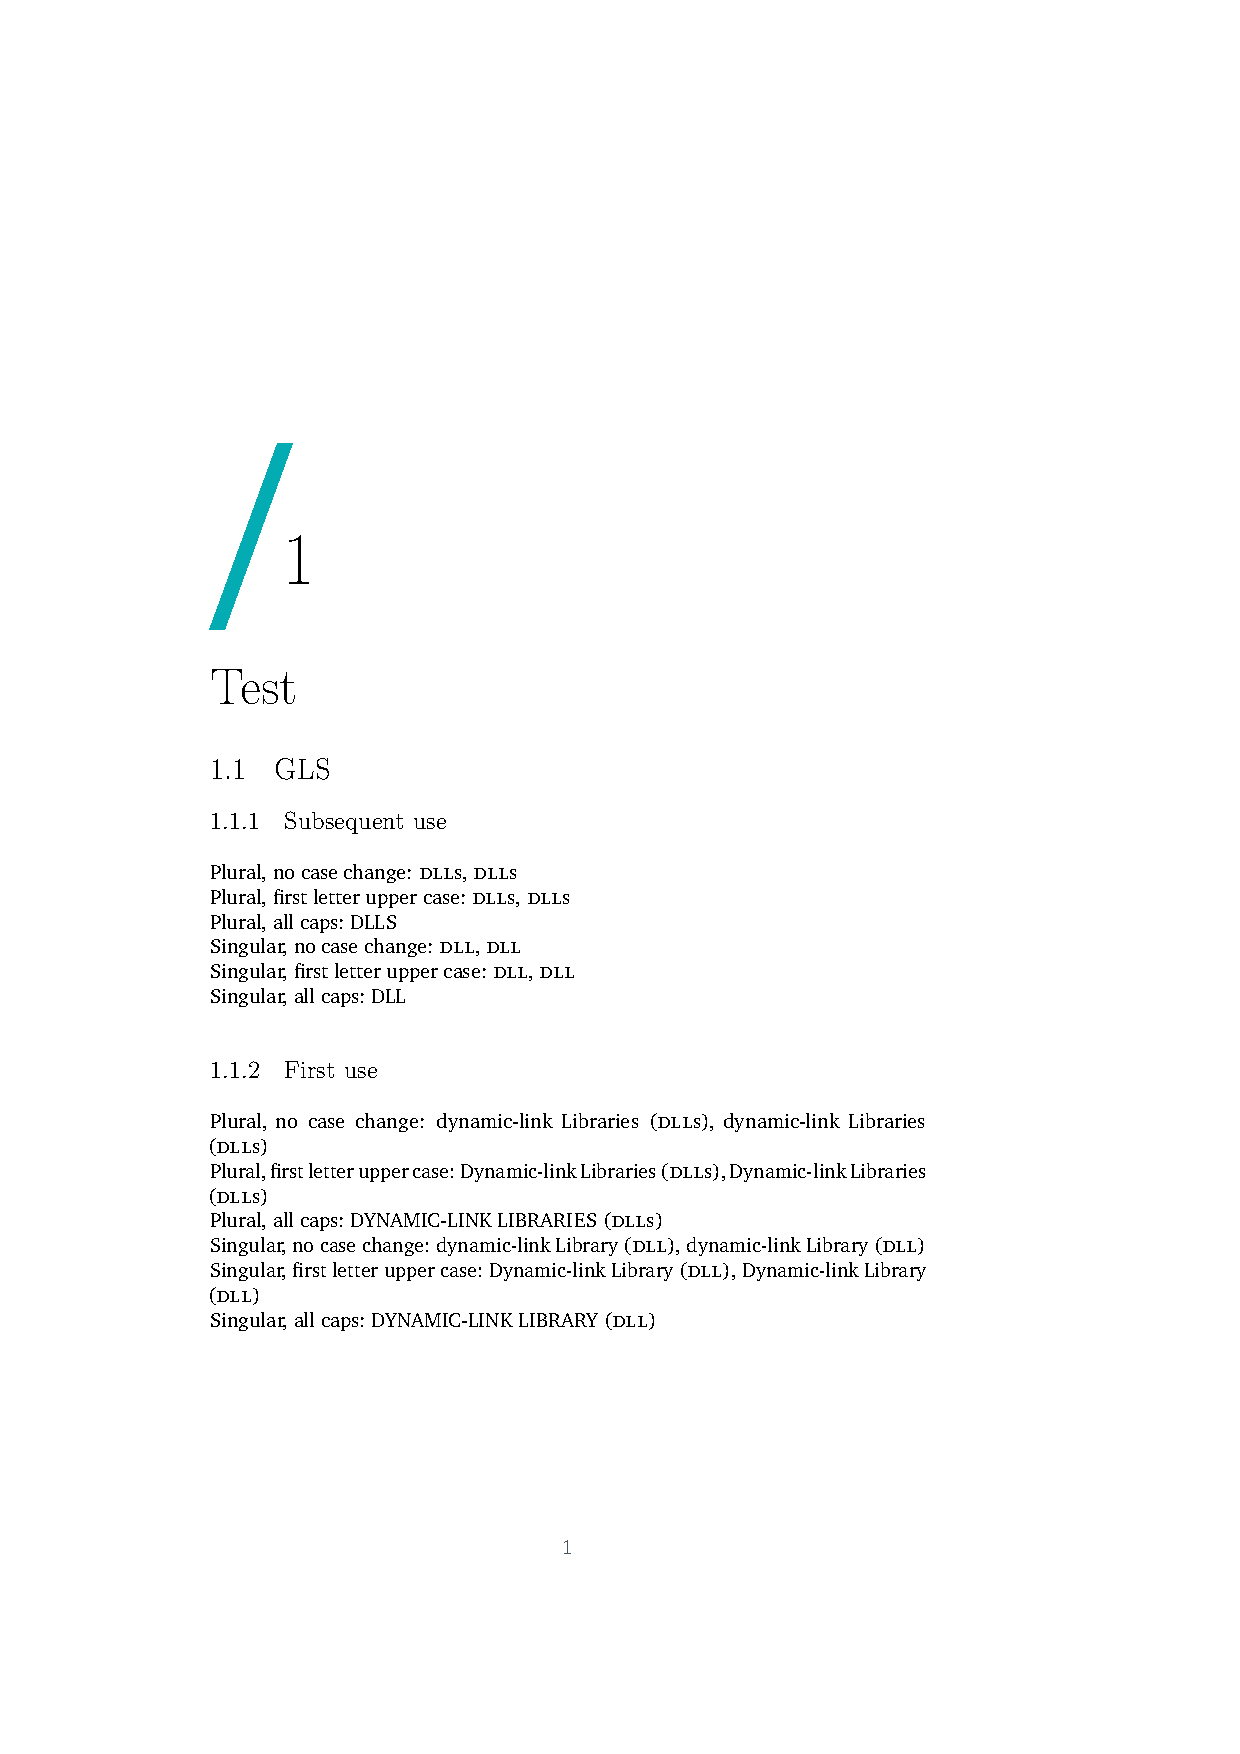 1
Test
1.1 GLS
1.1.1 Subsequent use
Plural, no case change: DLLs, DLLs
Plural, first letter upper case: DLLs, DLLs
Plural, all caps: DLLS
Singular, no case change: DLL, DLL
Singular, first letter upper case: DLL, DLL
Singular, all caps: DLL
1.1.2 First use
Plural, no case change: dynamic-link Libraries (DLLs), dynamic-link Libraries
(DLLs)
Plural, first letter upper case: Dynamic-link Libraries (DLLs), Dynamic-link Libraries
(DLLs)
Plural, all caps: DYNAMIC-LINK LIBRARIES (DLLs)
Singular, no case change: dynamic-link Library (DLL), dynamic-link Library (DLL)
Singular, first letter upper case: Dynamic-link Library (DLL), Dynamic-link Library
(DLL)
Singular, all caps: DYNAMIC-LINK LIBRARY (DLL)
1